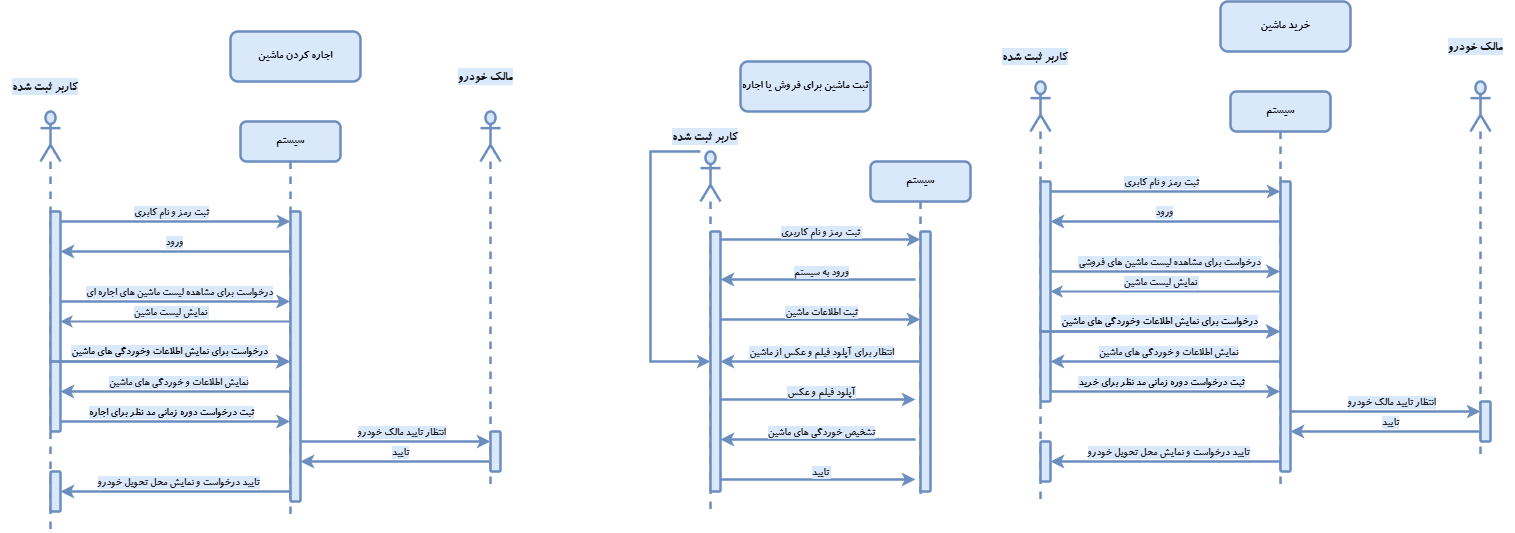 اجاره کردن ماشین
کاربر ثبت شده
مالک خودرو
سیستم
ثبت رمز و نام کابری
ورود
درخواست برای مشاهده لیست ماشین های اجاره ای
نمایش لیست ماشین
درخواست برای نمایش اطلاعات وخوردگی های ماشین
نمایش اطلاعات و خوردگی های ماشین
ثبت درخواست دوره زمانی مد نظر برای اجاره
انتظار تایید مالک خودرو
تایید
تایید درخواست و نمایش محل تحویل خودرو
ثبت ماشین برای فروش یا اجاره
کاربر ثبت شده
سیستم
ثبت رمز و نام کاربری
ورود به سیستم
ثبت اطلاعات ماشین
انتظار برای آپلود فیلم و عکس از ماشین
آپلود فیلم و عکس
تشخیص خوردگی های ماشین
تایید
خرید ماشین
کاربر ثبت شده
مالک خودرو
سیستم
ثبت رمز و نام کابری
ورود
درخواست برای مشاهده لیست ماشین های فروشی
نمایش لیست ماشین
درخواست برای نمایش اطلاعات وخوردگی های ماشین
نمایش اطلاعات و خوردگی های ماشین
ثبت درخواست دوره زمانی مد نظر برای خرید
انتظار تایید مالک خودرو
تایید
تایید درخواست و نمایش محل تحویل خودرو